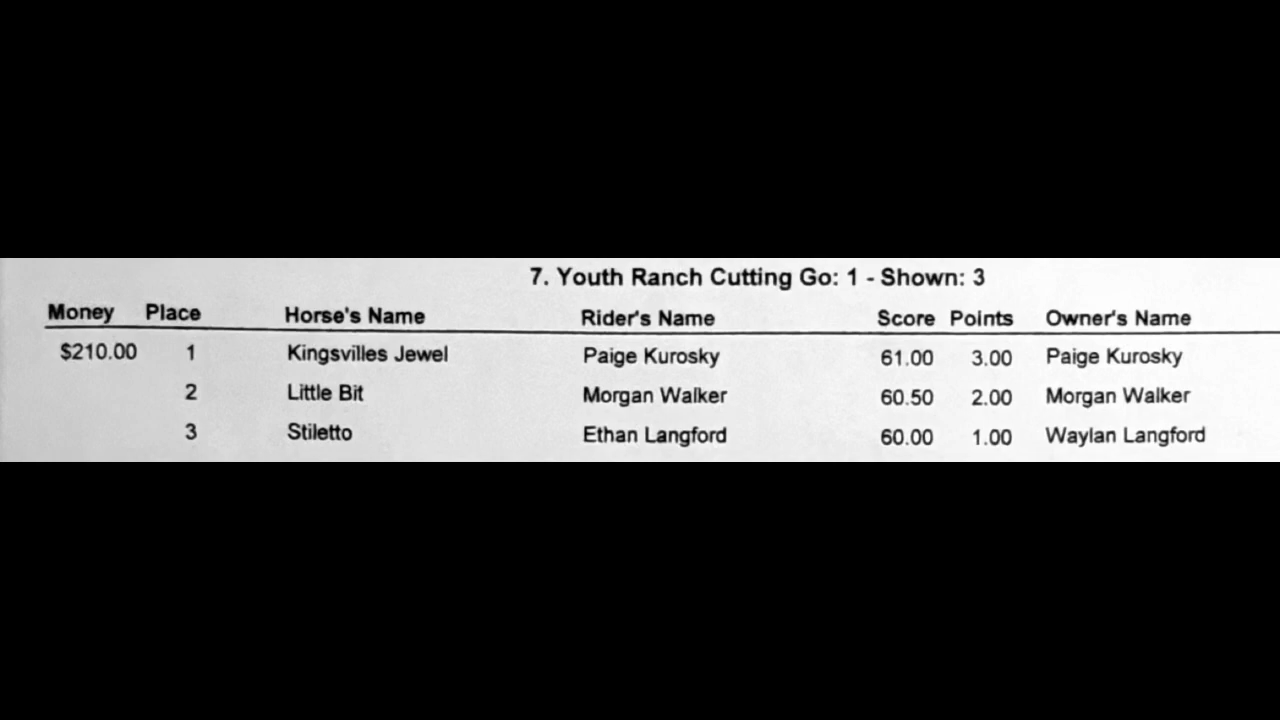 7. Youth Ranch Cutting Go: 1 - Shown: 3
Money Place Horse's Name Rider's Name Score Points Owner's Name
$210.00 1 Kingsvilles Jewel Paige Kurosky 61.00 3.00 Paige Kurosky
2 Little Bit Morgan Walker 60.50 2.00 Morgan Walker
3 Stiletto Ethan Langford 60.00 1.00 Waylan Langford